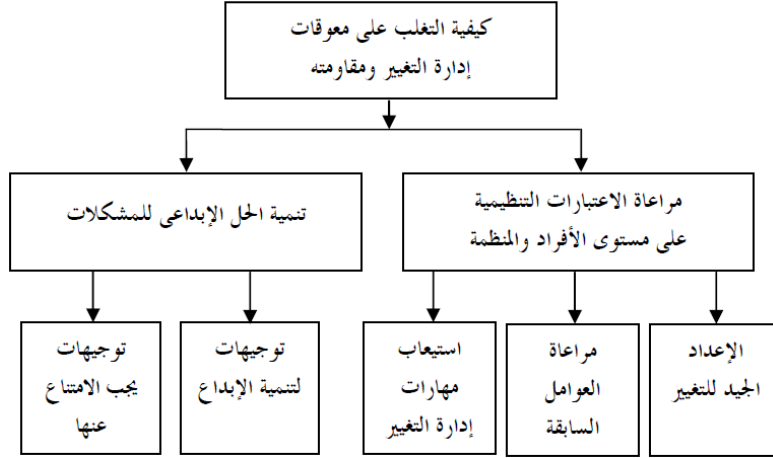 كيفية التغلب على معوقات
إدارة التغيير ومقاومته
مراعاة الاعتبارات التنظيمية
على مستوى الأفراد والمنظمة
تنمية الحل الإبداعى للمشكلات
الإعداد
الجيد للتغيير
مراعاة
العوامل
السابقة
استيعاب
مهارات
إدارة التغيير
توجيهات
لتنمية الإبداع
توجيهات
يجب الامتناع
عنها